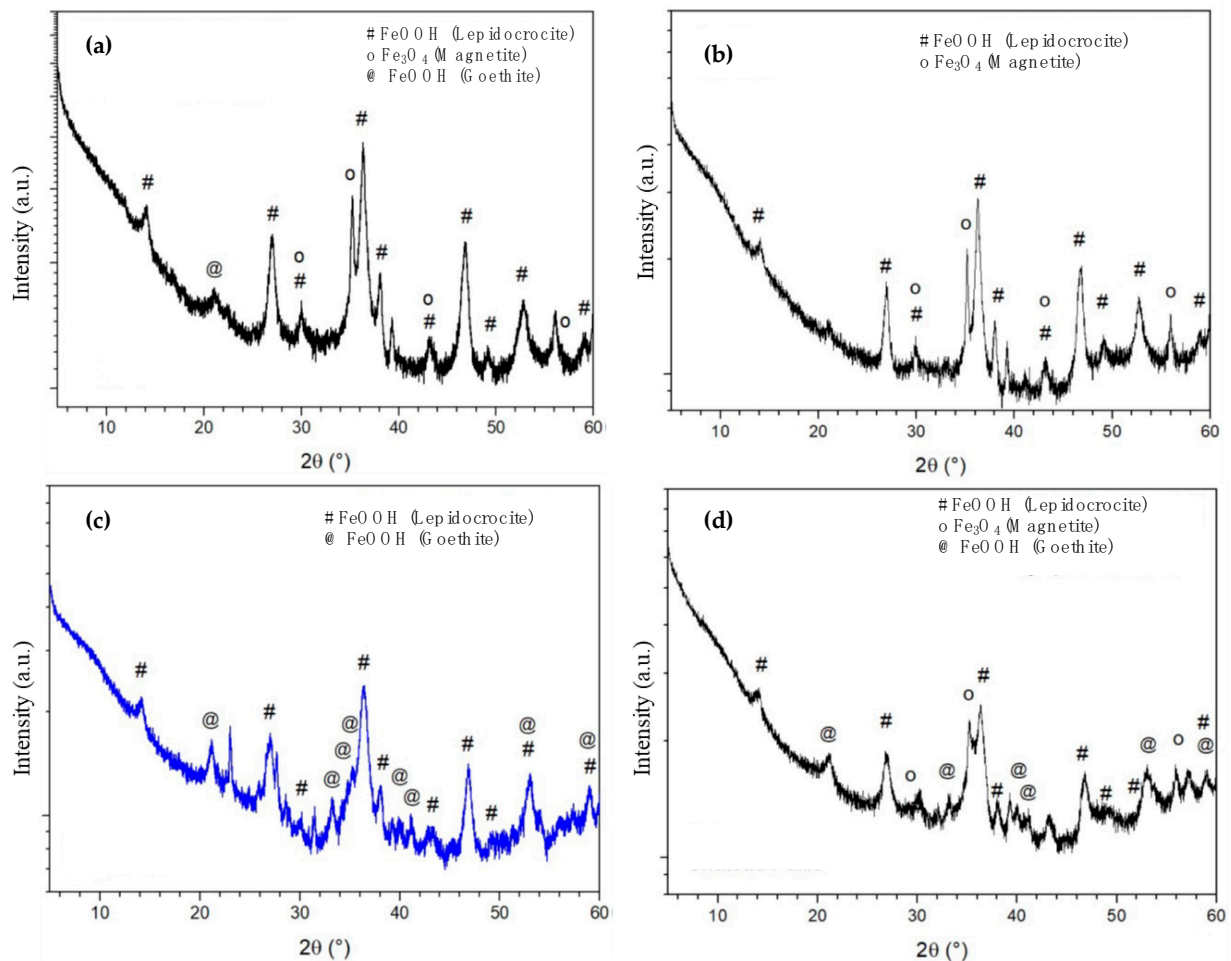 (a)
# FeOOH (Lepidocrocite)
o Fe₃O₄ (Magnetite)
@ FeOOH (Goethite)
# @ # o # o # # o # # # # o #
Intensity (a.u.)
10 20 30 40 50 60
2θ (°)
(b)
# FeOOH (Lepidocrocite)
o Fe₃O₄ (Magnetite)
# # o # o # # o # # # # o #
Intensity (a.u.)
10 20 30 40 50 60
2θ (°)
(c)
# FeOOH (Lepidocrocite)
@ FeOOH (Goethite)
# @ # # @ @ @ # # @ @ # # # @ # @ #
Intensity (a.u.)
10 20 30 40 50 60
2θ (°)
(d)
# FeOOH (Lepidocrocite)
o Fe₃O₄ (Magnetite)
@ FeOOH (Goethite)
# @ # o @ o # # @ @ # # # @ o # @
Intensity (a.u.)
10 20 30 40 50 60
2θ (°)